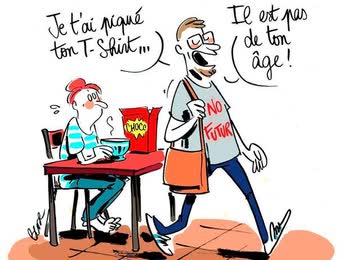 Je t'ai piqué
ton T-Shirt...
Il est pas
de ton
âge !
CHOCO
NO
FUTUR